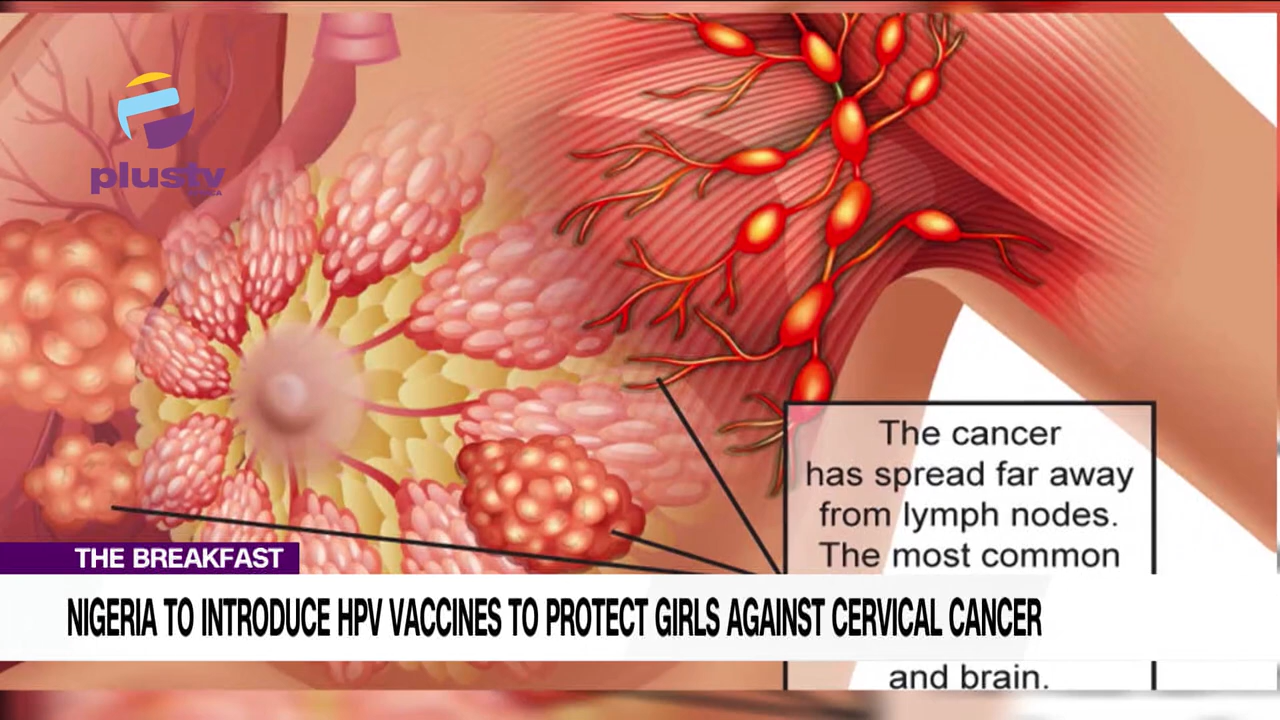 plustv
The cancer
has spread far away
from lymph nodes.
The most common
THE BREAKFAST
NIGERIA TO INTRODUCE HPV VACCINES TO PROTECT GIRLS AGAINST CERVICAL CANCER
and brain.